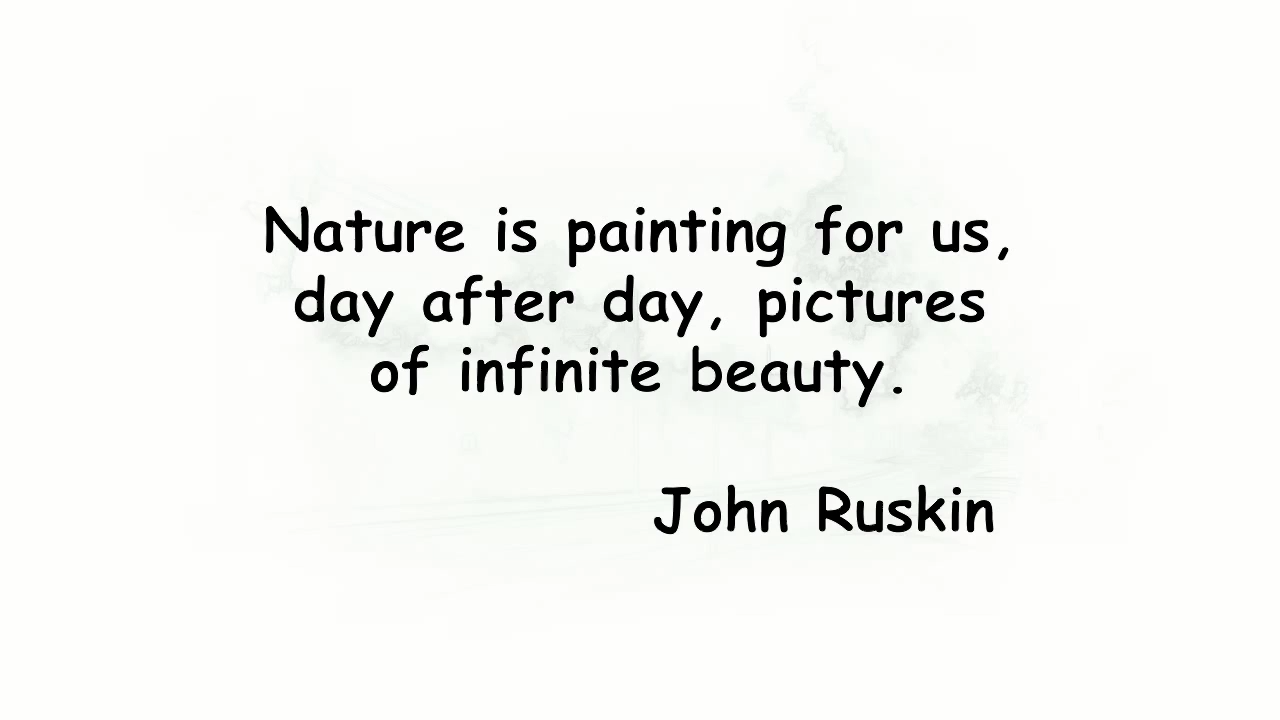 Nature is painting for us,
day after day, pictures
of infinite beauty.
John Ruskin